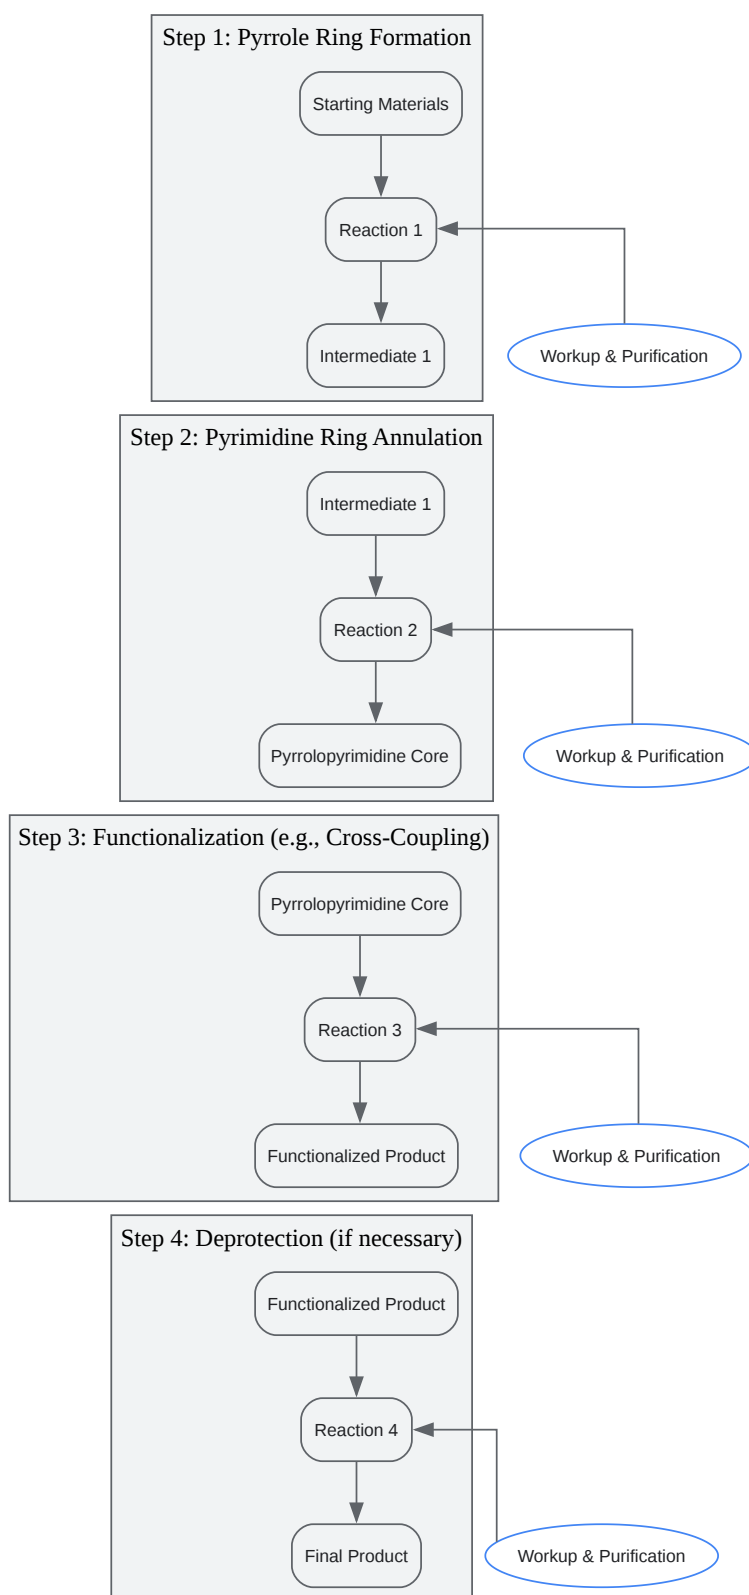 Step 1: Pyrrole Ring Formation
Starting Materials
Reaction 1
Intermediate 1
Workup & Purification
Step 2: Pyrimidine Ring Annulation
Intermediate 1
Reaction 2
Pyrrolopyrimidine Core
Workup & Purification
Step 3: Functionalization (e.g., Cross-Coupling)
Pyrrolopyrimidine Core
Reaction 3
Functionalized Product
Workup & Purification
Step 4: Deprotection (if necessary)
Functionalized Product
Reaction 4
Final Product
Workup & Purification